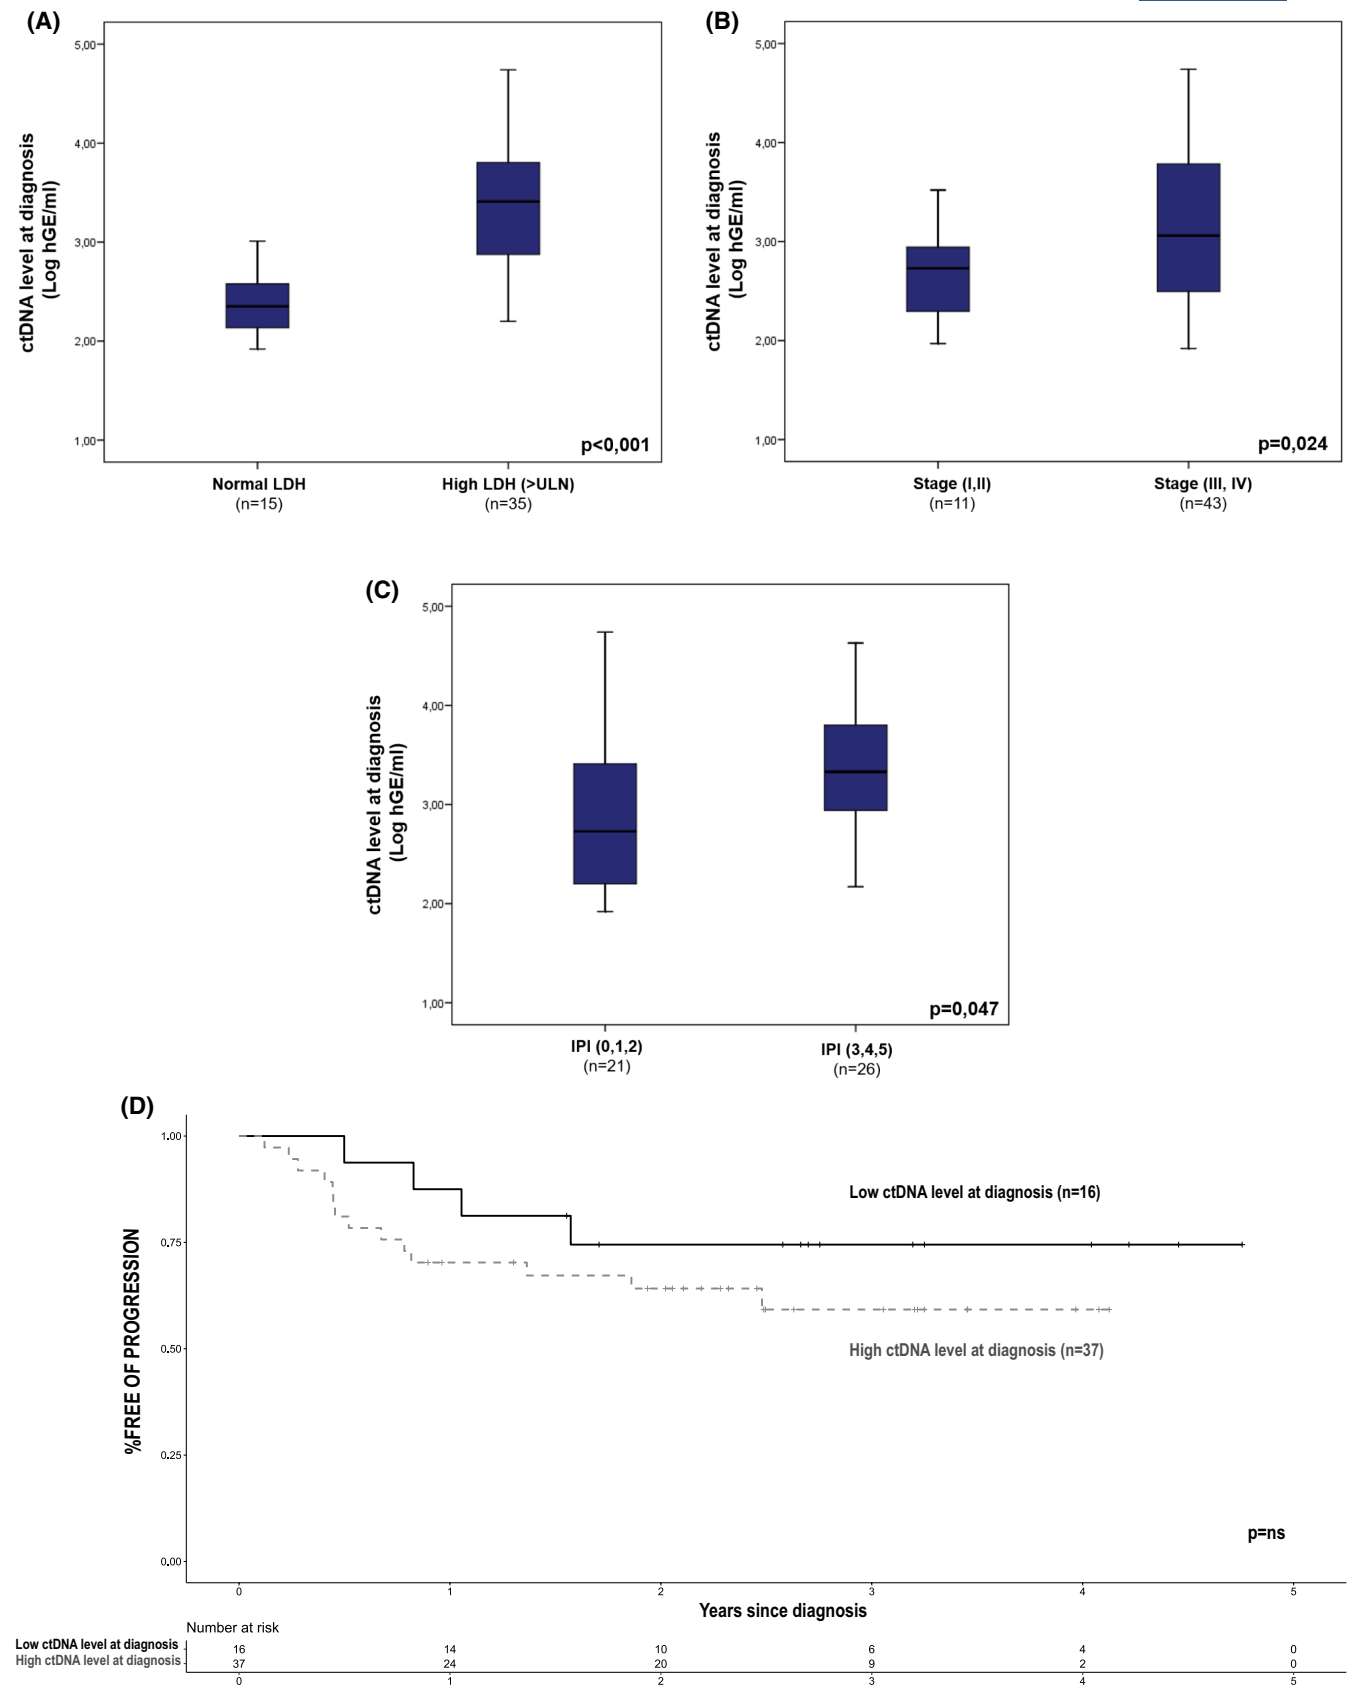 (A)
5,00
4,00
3,00
2,00
1,00
ctDNA level at diagnosis
(Log hGE/ml)
p<0,001
Normal LDH
(n=15)
High LDH (>ULN)
(n=35)
(B)
5,00
4,00
3,00
2,00
1,00
ctDNA level at diagnosis
(Log hGE/ml)
p=0,024
Stage (I,II)
(n=11)
Stage (III, IV)
(n=43)
(C)
5,00
4,00
3,00
2,00
1,00
ctDNA level at diagnosis
(Log hGE/ml)
p=0,047
IPI (0,1,2)
(n=21)
IPI (3,4,5)
(n=26)
(D)
1.00
0.75
0.50
0.25
0.00
%FREE OF PROGRESSION
Low ctDNA level at diagnosis (n=16)
High ctDNA level at diagnosis (n=37)
p=ns
0 1 2 3 4 5
Years since diagnosis
Number at risk
Low ctDNA level at diagnosis 16 14 10 6 4 0
High ctDNA level at diagnosis 37 24 20 9 2 0
0 1 2 3 4 5